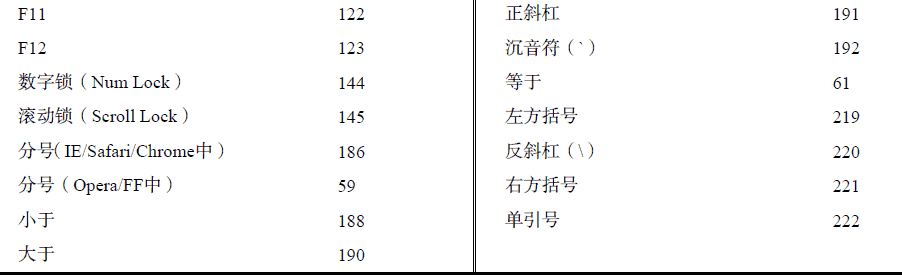 F11 122
F12 123
数字锁（Num Lock） 144
滚动锁（Scroll Lock） 145
分号(IE/Safari/Chrome中） 186
分号（Opera/FF中） 59
小于 188
大于 190
正斜杠 191
沉音符（`） 192
等于 61
左方括号 219
反斜杠（\） 220
右方括号 221
单引号 222